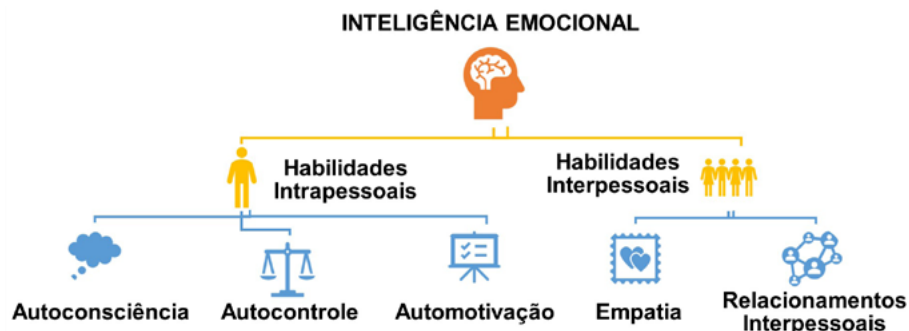 INTELIGÊNCIA EMOCIONAL
Habilidades
Intrapessoais
Habilidades
Interpessoais
Autoconsciência
Autocontrole
Automotivação
Empatia
Relacionamentos
Interpessoais